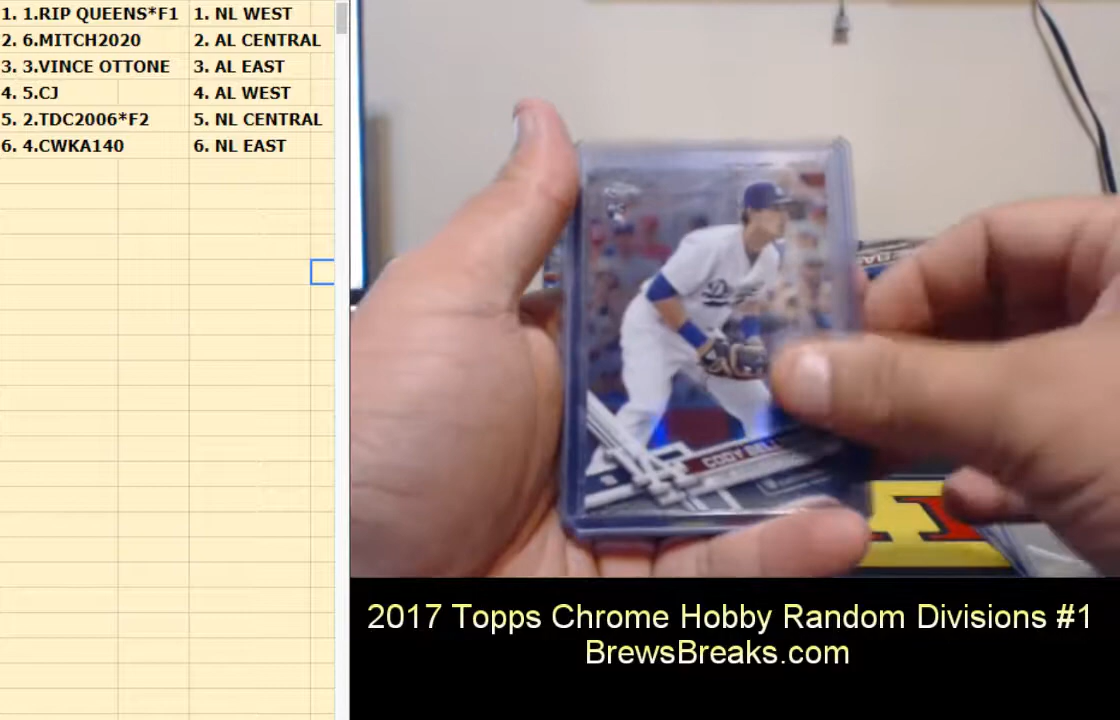 1. 1.RIP QUEENS*F1 1. NL WEST
2. 6.MITCH2020 2. AL CENTRAL
3. 3.VINCE OTTONE 3. AL EAST
4. 5.CJ 4. AL WEST
5. 2.TDC2006*F2 5. NL CENTRAL
6. 4.CWKA140 6. NL EAST
CODY
2017 Topps Chrome Hobby Random Divisions #1
BrewsBreaks.com